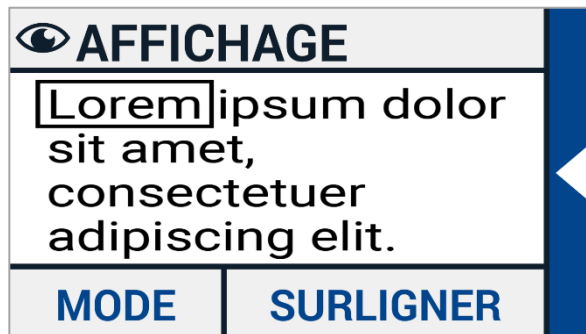 AFFICHAGE
Lorem ipsum dolor
sit amet,
consectetuer
adipiscing elit.
MODE SURLIGNER